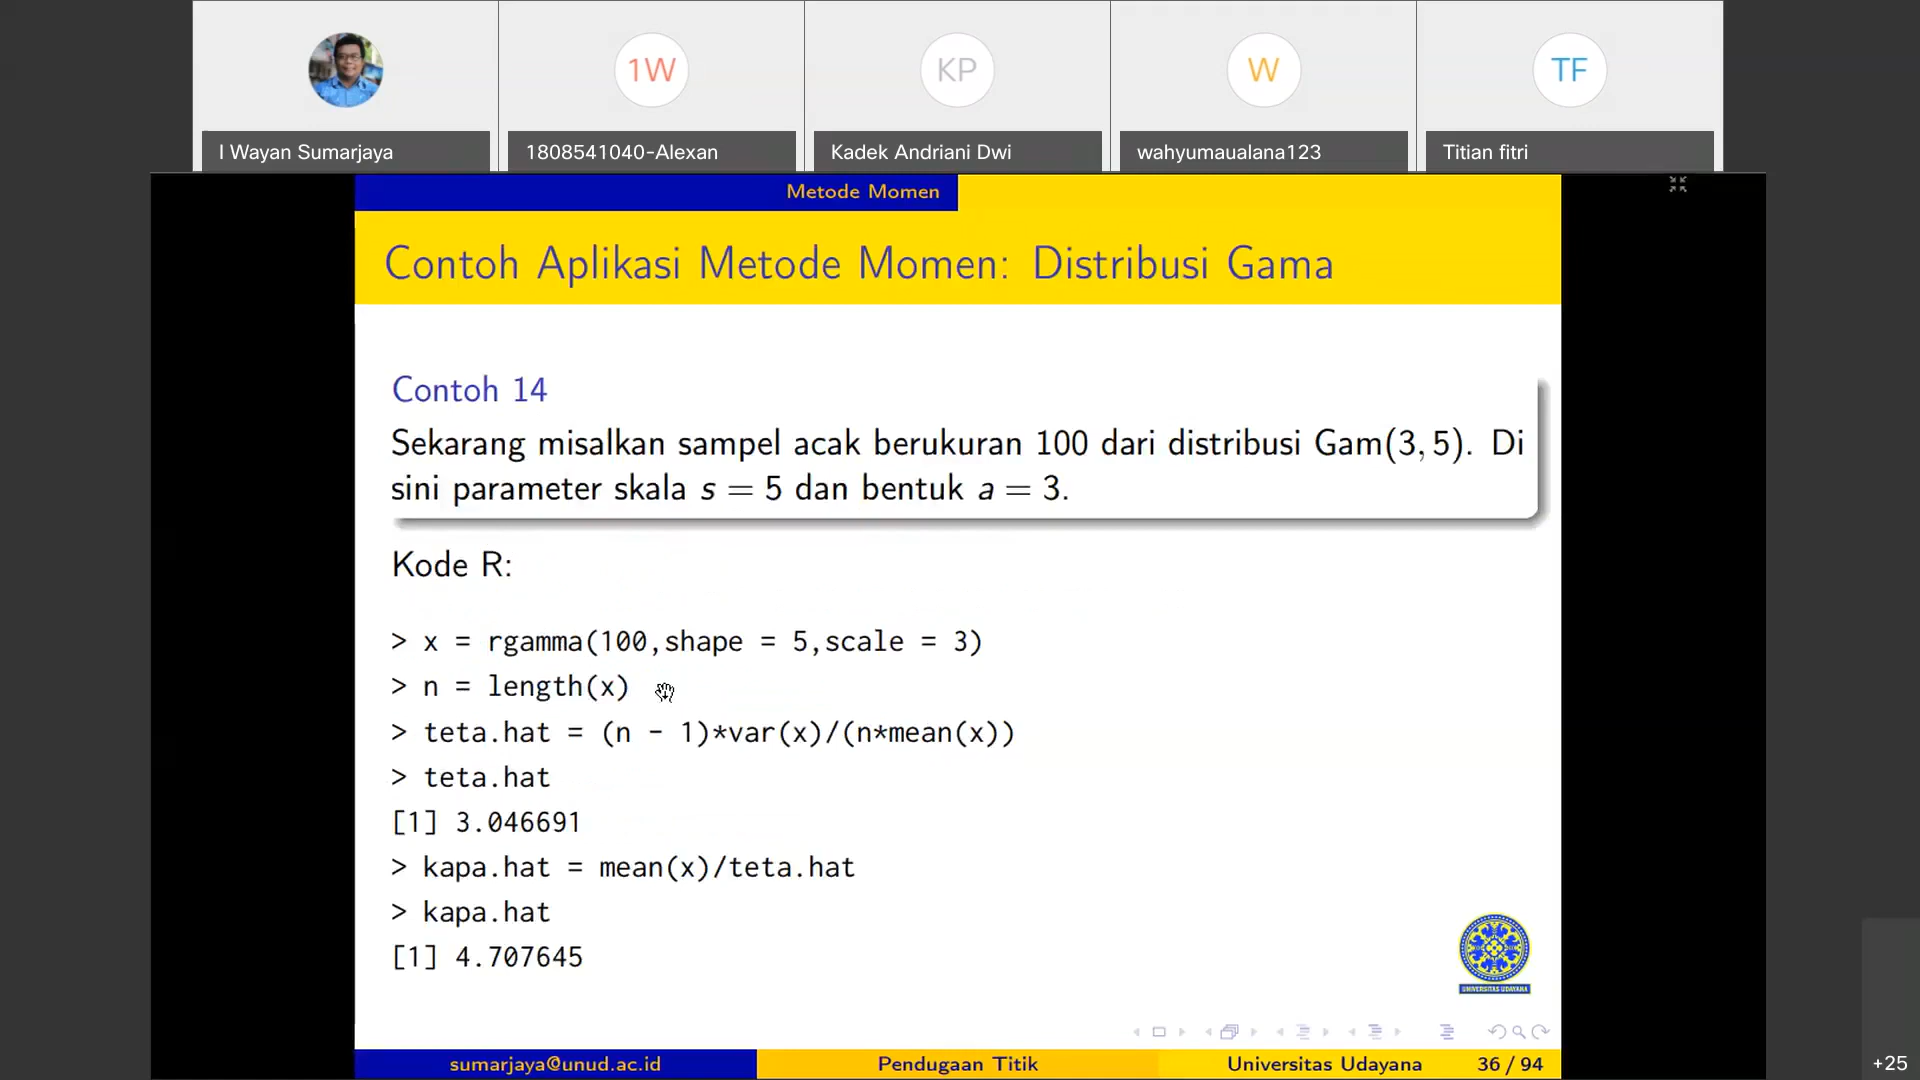 1W
KP
W
TF
I Wayan Sumarjaya
1808541040-Alexan
Kadek Andriani Dwi
wahyumaualana123
Titian fitri
Metode Momen
Contoh Aplikasi Metode Momen: Distribusi Gama
Contoh 14
Sekarang misalkan sampel acak berukuran 100 dari distribusi Gam(3, 5). Di
sini parameter skala s = 5 dan bentuk a = 3.
Kode R:
> x = rgamma(100,shape = 5,scale = 3)
> n = length(x)
> teta.hat = (n - 1)*var(x)/(n*mean(x))
> teta.hat
[1] 3.046691
> kapa.hat = mean(x)/teta.hat
> kapa.hat
[1] 4.707645
UNIVERSITAS UDAYANA
sumarjaya@unud.ac.id
Pendugaan Titik
Universitas Udayana
36 / 94
+25